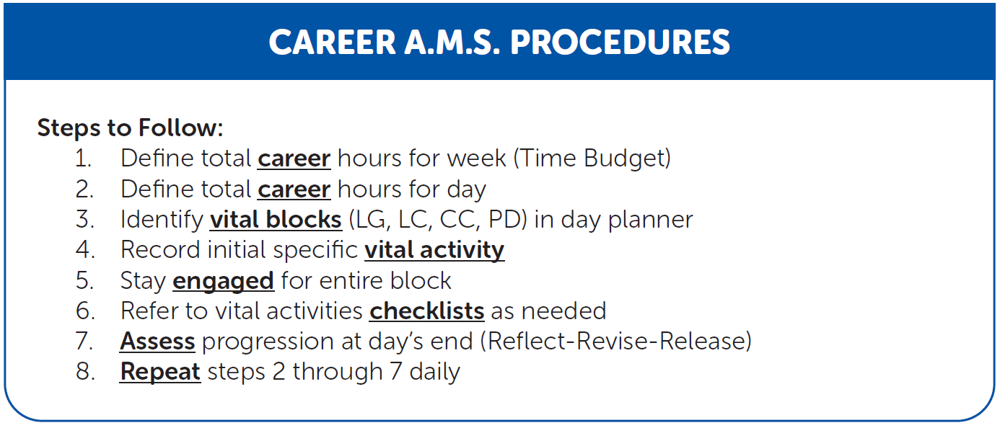 CAREER A.M.S. PROCEDURES
Steps to Follow:
1. Define total career hours for week (Time Budget)
2. Define total career hours for day
3. Identify vital blocks (LG, LC, CC, PD) in day planner
4. Record initial specific vital activity
5. Stay engaged for entire block
6. Refer to vital activities checklists as needed
7. Assess progression at day’s end (Reflect-Revise-Release)
8. Repeat steps 2 through 7 daily